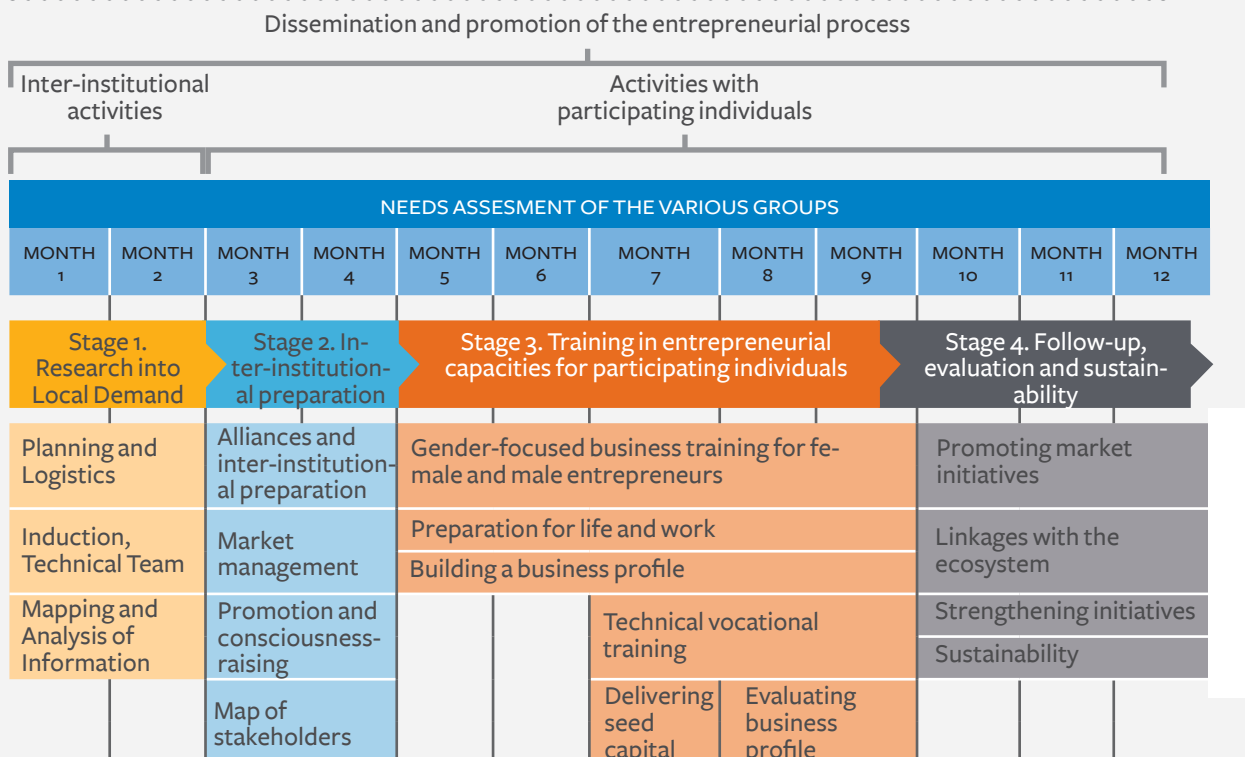 Dissemination and promotion of the entrepreneurial process
Inter-institutional
activities
Activities with
participating individuals
NEEDS ASSESMENT OF THE VARIOUS GROUPS
MONTH
1
MONTH
2
MONTH
3
MONTH
4
MONTH
5
MONTH
6
MONTH
7
MONTH
8
MONTH
9
MONTH
10
MONTH
11
MONTH
12
Stage 1.
Research into
Local Demand
Stage 2. In-
ter-institution-
al preparation
Stage 3. Training in entrepreneurial
capacities for participating individuals
Stage 4. Follow-up,
evaluation and sustain-
ability
Planning and
Logistics
Alliances and
inter-institution-
al preparation
Gender-focused business training for fe-
male and male entrepreneurs
Promoting market
initiatives
Induction,
Technical Team
Market
management
Preparation for life and work
Building a business profile
Linkages with the
ecosystem
Mapping and
Analysis of
Information
Promotion and
consciousness-
raising
Technical vocational
training
Strengthening initiatives
Sustainability
Map of
stakeholders
Delivering
seed
capital
Evaluating
business
profile